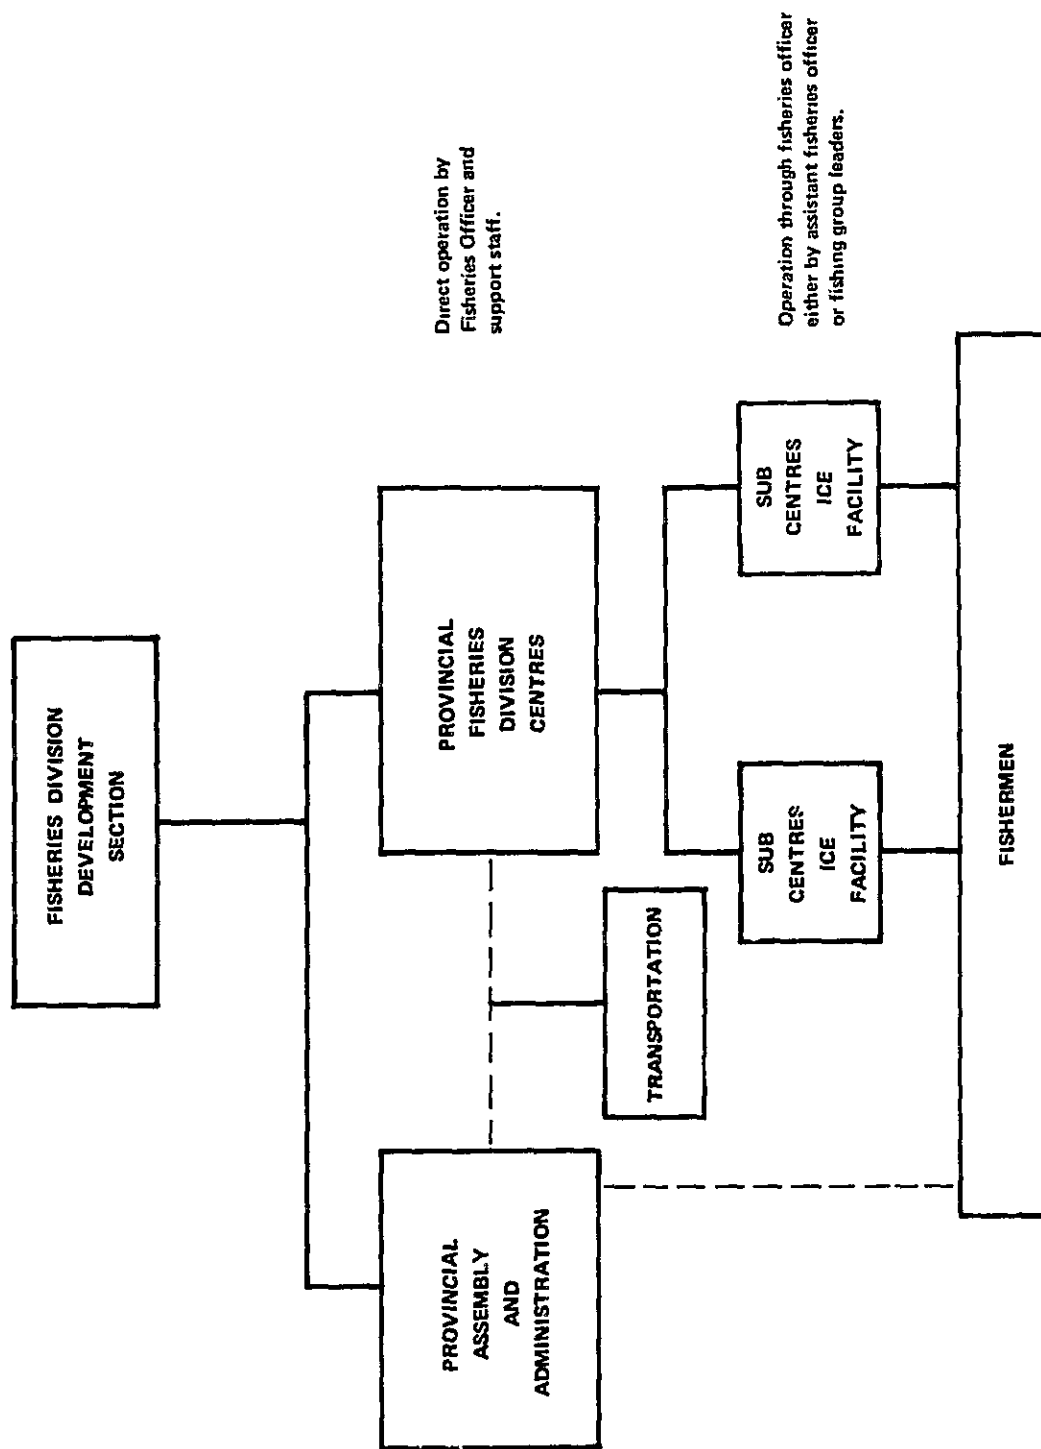 FISHERIES DIVISION
DEVELOPMENT
SECTION
PROVINCIAL
ASSEMBLY
AND
ADMINISTRATION
PROVINCIAL
FISHERIES
DIVISION
CENTRES
Direct operation by
Fisheries Officer and
support staff.
TRANSPORTATION
SUB
CENTRES
ICE
FACILITY
SUB
CENTRES
ICE
FACILITY
Operation through fisheries officer
either by assistant fisheries officer
or fishing group leaders.
FISHERMEN